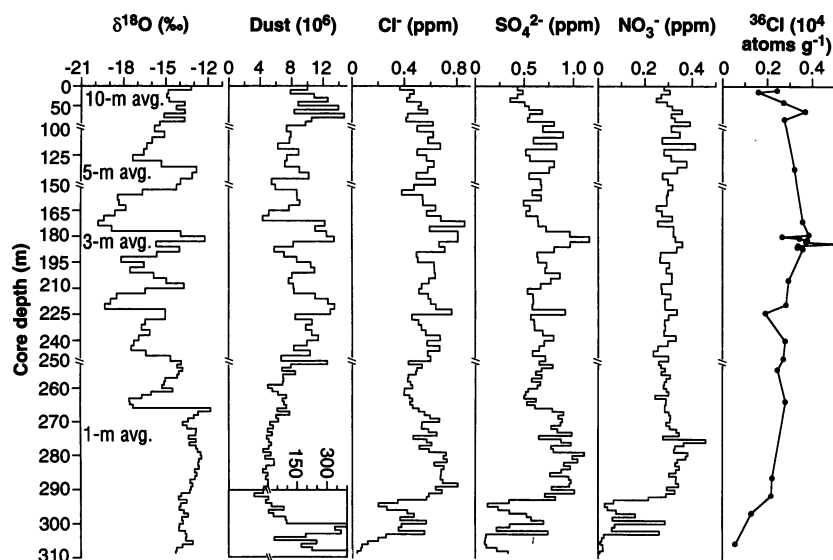 δ¹⁸O (‰) Dust (10⁶) Cl⁻ (ppm) SO₄²⁻ (ppm) NO₃⁻ (ppm) ³⁶Cl (10⁴
atoms g⁻¹)
-21 -18 -15 -12 0 4 8 12 0 0.4 0.8 0 0.5 1.0 0 0.2 0.4 0 0.2 0.4
0
10-m avg.
50
100
125
5-m avg.
150
165
180
3-m avg.
195
210
225
240
250
260
270
1-m avg.
280
290
300
310
150
300
Core depth (m)